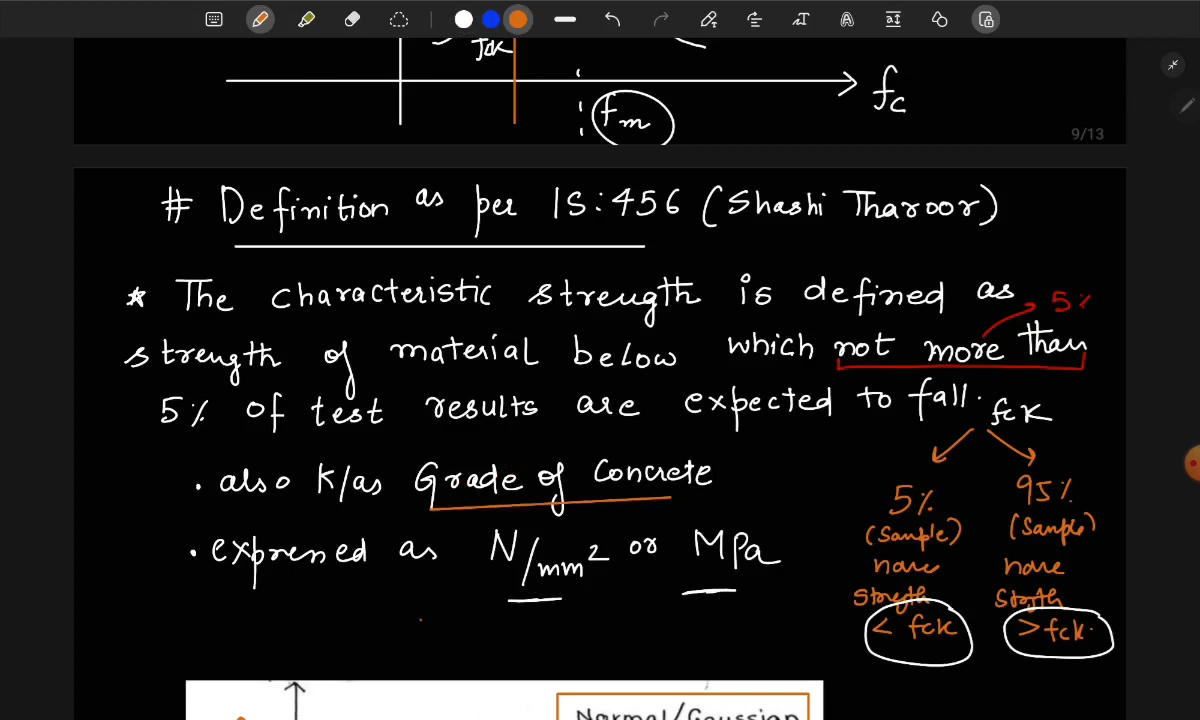 fck
fc
fm
9/13
# Definition as per IS:456 (Shashi Tharoor)
* The characteristic strength is defined as
5%
strength of material below which not more than
5% of test results are expected to fall.
fck
. also k/as Grade of Concrete
. expressed as N/mm2 or MPa
5% 95%
(Sample) (Sample)
have have
strength strength
< fck > fck.
Normal/Gaussian